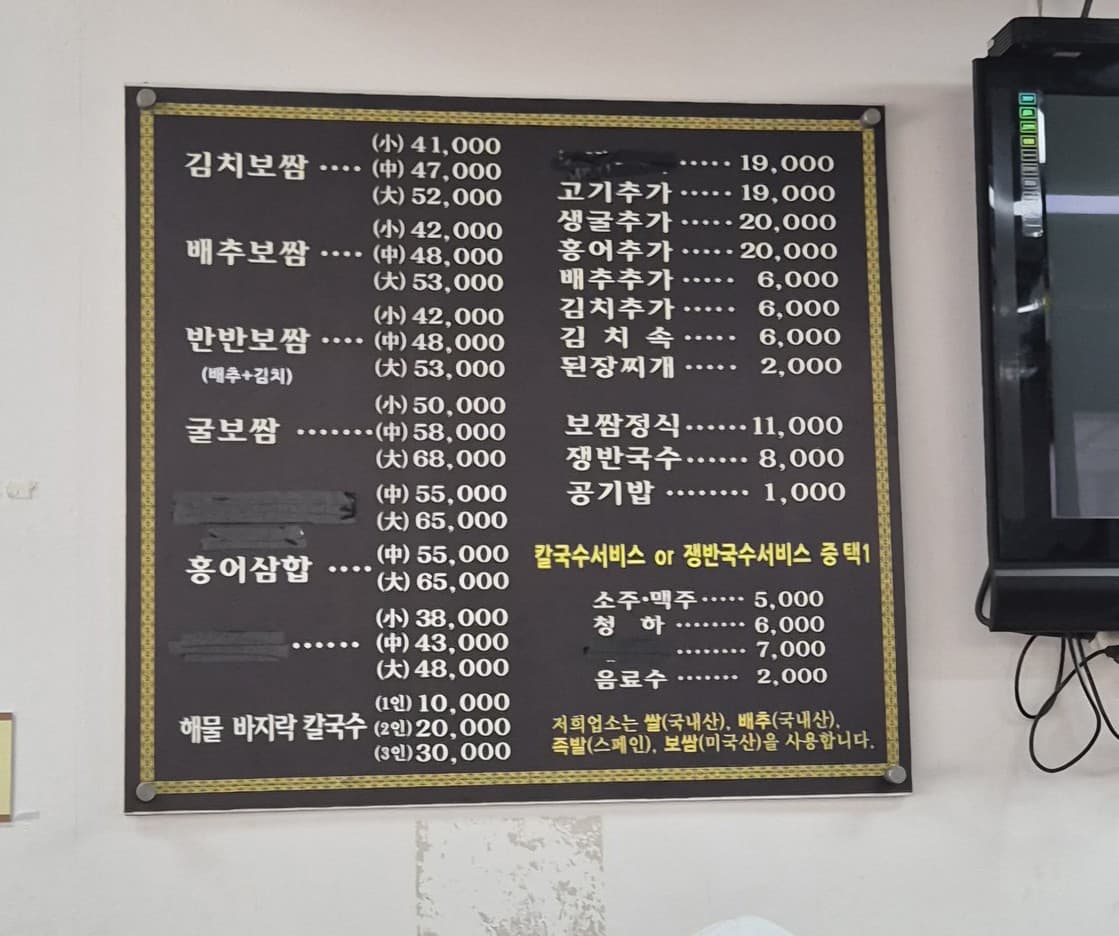 (小) 41,000
김치보쌈 ···· (中) 47,000
(大) 52,000
(小) 42,000
배추보쌈 ···· (中) 48,000
(大) 53,000
(小) 42,000
반반보쌈 ···· (中) 48,000
(배추+김치) (大) 53,000
(小) 50,000
굴보쌈 ······· (中) 58,000
(大) 68,000
(中) 55,000
(大) 65,000
홍어삼합 ···· (中) 55,000
(大) 65,000
(小) 38,000
······ (中) 43,000
(大) 48,000
(1인) 10,000
해물 바지락 칼국수 (2인) 20,000
(3인) 30,000
····· 19,000
고기추가 ····· 19,000
생굴추가 ····· 20,000
홍어추가 ····· 20,000
배추추가 ····· 6,000
김치추가 ····· 6,000
김 치 속 ····· 6,000
된장찌개 ····· 2,000
보쌈정식 ······ 11,000
쟁반국수 ······ 8,000
공기밥 ········ 1,000
칼국수서비스 or 쟁반국수서비스 중 택1
소주·맥주 ····· 5,000
청 하 ········ 6,000
········ 7,000
음료수 ······· 2,000
저희업소는 쌀(국내산), 배추(국내산),
족발(스페인), 보쌈(미국산)을 사용합니다.